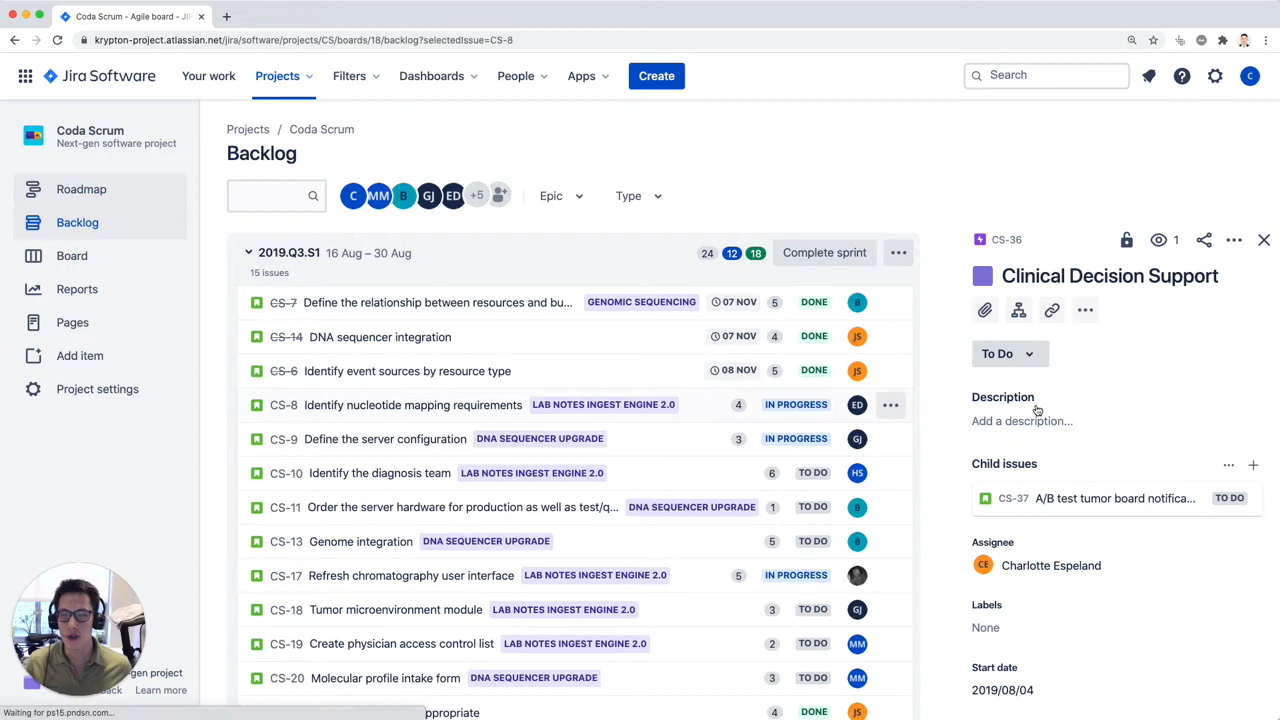 Coda Scrum - Agile board - JIR
krypton-project.atlassian.net/jira/software/projects/CS/boards/18/backlog?selectedIssue=CS-8
Jira Software
Your work
Projects
Filters
Dashboards
People
Apps
Create
Search
C
Coda Scrum
Next-gen software project
Roadmap
Backlog
Board
Reports
Pages
Add item
Project settings
Projects / Coda Scrum
Backlog
C MM B GJ ED +5
Epic
Type
2019.Q3.S1 16 Aug – 30 Aug
15 issues
24 12 18
Complete sprint
CS-7 Define the relationship between resources and bu... GENOMIC SEQUENCING 07 NOV 5 DONE B
CS-14 DNA sequencer integration 07 NOV 4 DONE JS
CS-6 Identify event sources by resource type 08 NOV 5 DONE JS
CS-8 Identify nucleotide mapping requirements LAB NOTES INGEST ENGINE 2.0 4 IN PROGRESS ED
CS-9 Define the server configuration DNA SEQUENCER UPGRADE 3 IN PROGRESS GJ
CS-10 Identify the diagnosis team LAB NOTES INGEST ENGINE 2.0 6 TO DO HS
CS-11 Order the server hardware for production as well as test/q... DNA SEQUENCER UPGRADE 1 TO DO B
CS-13 Genome integration DNA SEQUENCER UPGRADE 5 TO DO B
CS-17 Refresh chromatography user interface LAB NOTES INGEST ENGINE 2.0 5 IN PROGRESS
CS-18 Tumor microenvironment module LAB NOTES INGEST ENGINE 2.0 3 TO DO GJ
CS-19 Create physician access control list LAB NOTES INGEST ENGINE 2.0 2 TO DO MM
CS-20 Molecular profile intake form DNA SEQUENCER UPGRADE 3 TO DO MM
appropriate 4 DONE JS
CS-36
1
Clinical Decision Support
To Do
Description
Add a description...
Child issues
CS-37 A/B test tumor board notifica... TO DO
Assignee
CE Charlotte Espeland
Labels
None
Start date
2019/08/04
gen project
Learn more
Waiting for ps15.pndsn.com...